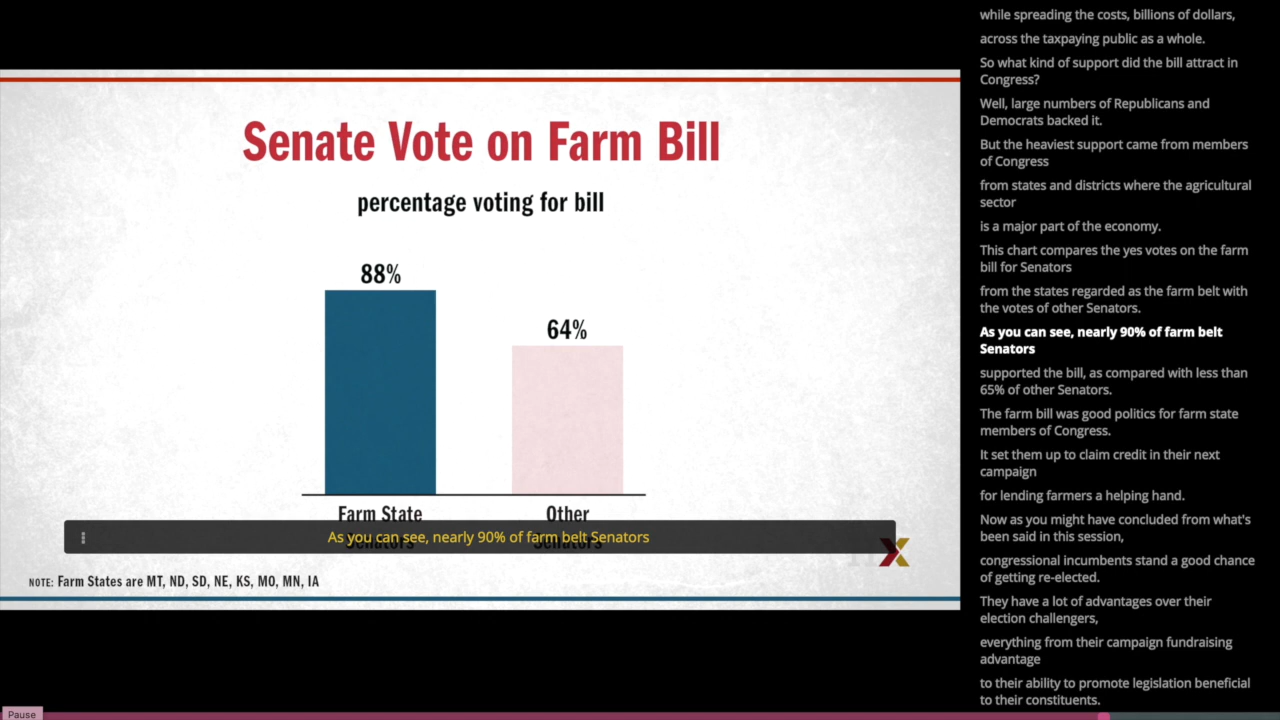 Senate Vote on Farm Bill
percentage voting for bill
88%
64%
Farm State
Other
As you can see, nearly 90% of farm belt Senators
NOTE: Farm States are MT, ND, SD, NE, KS, MO, MN, IA
Pause
while spreading the costs, billions of dollars,
across the taxpaying public as a whole.
So what kind of support did the bill attract in
Congress?
Well, large numbers of Republicans and
Democrats backed it.
But the heaviest support came from members
of Congress
from states and districts where the agricultural
sector
is a major part of the economy.
This chart compares the yes votes on the farm
bill for Senators
from the states regarded as the farm belt with
the votes of other Senators.
As you can see, nearly 90% of farm belt
Senators
supported the bill, as compared with less than
65% of other Senators.
The farm bill was good politics for farm state
members of Congress.
It set them up to claim credit in their next
campaign
for lending farmers a helping hand.
Now as you might have concluded from what's
been said in this session,
congressional incumbents stand a good chance
of getting re-elected.
They have a lot of advantages over their
election challengers,
everything from their campaign fundraising
advantage
to their ability to promote legislation beneficial
to their constituents.